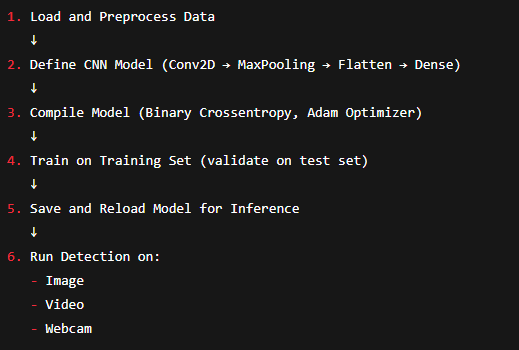 1. Load and Preprocess Data
↓
2. Define CNN Model (Conv2D → MaxPooling → Flatten → Dense)
↓
3. Compile Model (Binary Crossentropy, Adam Optimizer)
↓
4. Train on Training Set (validate on test set)
↓
5. Save and Reload Model for Inference
↓
6. Run Detection on:
- Image
- Video
- Webcam